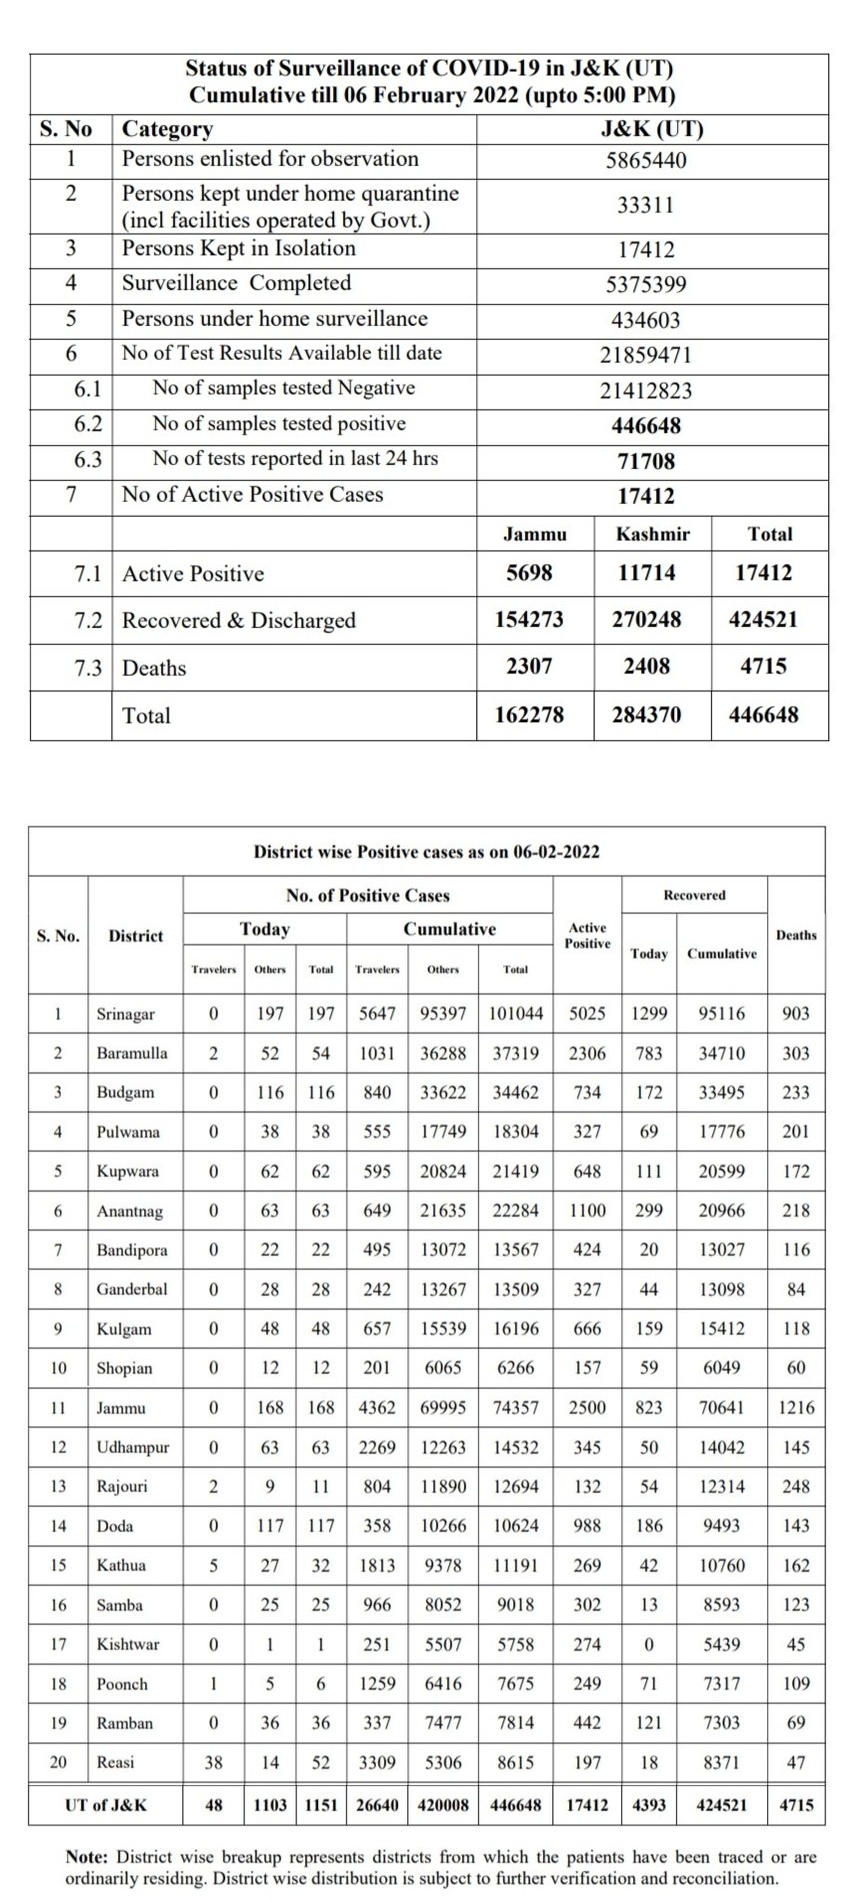 Status of Surveillance of COVID-19 in J&K (UT)
Cumulative till 06 February 2022 (upto 5:00 PM)
S. No Category J&K (UT)
1 Persons enlisted for observation 5865440
2 Persons kept under home quarantine
(incl facilities operated by Govt.) 33311
3 Persons Kept in Isolation 17412
4 Surveillance Completed 5375399
5 Persons under home surveillance 434603
6 No of Test Results Available till date 21859471
6.1 No of samples tested Negative 21412823
6.2 No of samples tested positive 446648
6.3 No of tests reported in last 24 hrs 71708
7 No of Active Positive Cases 17412
Jammu Kashmir Total
7.1 Active Positive 5698 11714 17412
7.2 Recovered & Discharged 154273 270248 424521
7.3 Deaths 2307 2408 4715
Total 162278 284370 446648
District wise Positive cases as on 06-02-2022
No. of Positive Cases Recovered
S. No. District Today Cumulative Active
Positive Deaths
Today Cumulative
Travelers Others Total Travelers Others Total
1 Srinagar 0 197 197 5647 95397 101044 5025 1299 95116 903
2 Baramulla 2 52 54 1031 36288 37319 2306 783 34710 303
3 Budgam 0 116 116 840 33622 34462 734 172 33495 233
4 Pulwama 0 38 38 555 17749 18304 327 69 17776 201
5 Kupwara 0 62 62 595 20824 21419 648 111 20599 172
6 Anantnag 0 63 63 649 21635 22284 1100 299 20966 218
7 Bandipora 0 22 22 495 13072 13567 424 20 13027 116
8 Ganderbal 0 28 28 242 13267 13509 327 44 13098 84
9 Kulgam 0 48 48 657 15539 16196 666 159 15412 118
10 Shopian 0 12 12 201 6065 6266 157 59 6049 60
11 Jammu 0 168 168 4362 69995 74357 2500 823 70641 1216
12 Udhampur 0 63 63 2269 12263 14532 345 50 14042 145
13 Rajouri 2 9 11 804 11890 12694 132 54 12314 248
14 Doda 0 117 117 358 10266 10624 988 186 9493 143
15 Kathua 5 27 32 1813 9378 11191 269 42 10760 162
16 Samba 0 25 25 966 8052 9018 302 13 8593 123
17 Kishtwar 0 1 1 251 5507 5758 274 0 5439 45
18 Poonch 1 5 6 1259 6416 7675 249 71 7317 109
19 Ramban 0 36 36 337 7477 7814 442 121 7303 69
20 Reasi 38 14 52 3309 5306 8615 197 18 8371 47
UT of J&K 48 1103 1151 26640 420008 446648 17412 4393 424521 4715
Note: District wise breakup represents districts from which the patients have been traced or are
ordinarily residing. District wise distribution is subject to further verification and reconciliation.